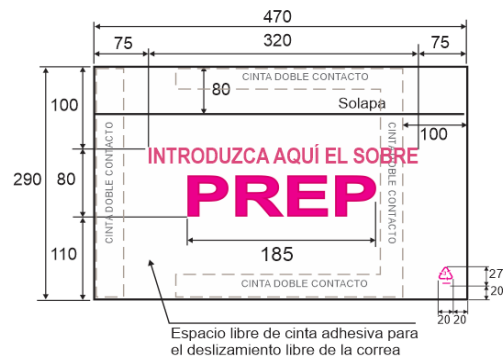 470
75 320 75
CINTA DOBLE CONTACTO
80
Solapa
100
100
CINTA DOBLE CONTACTO
CINTA DOBLE CONTACTO
INTRODUZCA AQUÍ EL SOBRE
290
80
PREP
185
110
CINTA DOBLE CONTACTO
27
20
20 20
Espacio libre de cinta adhesiva para
el deslizamiento libre de la correa